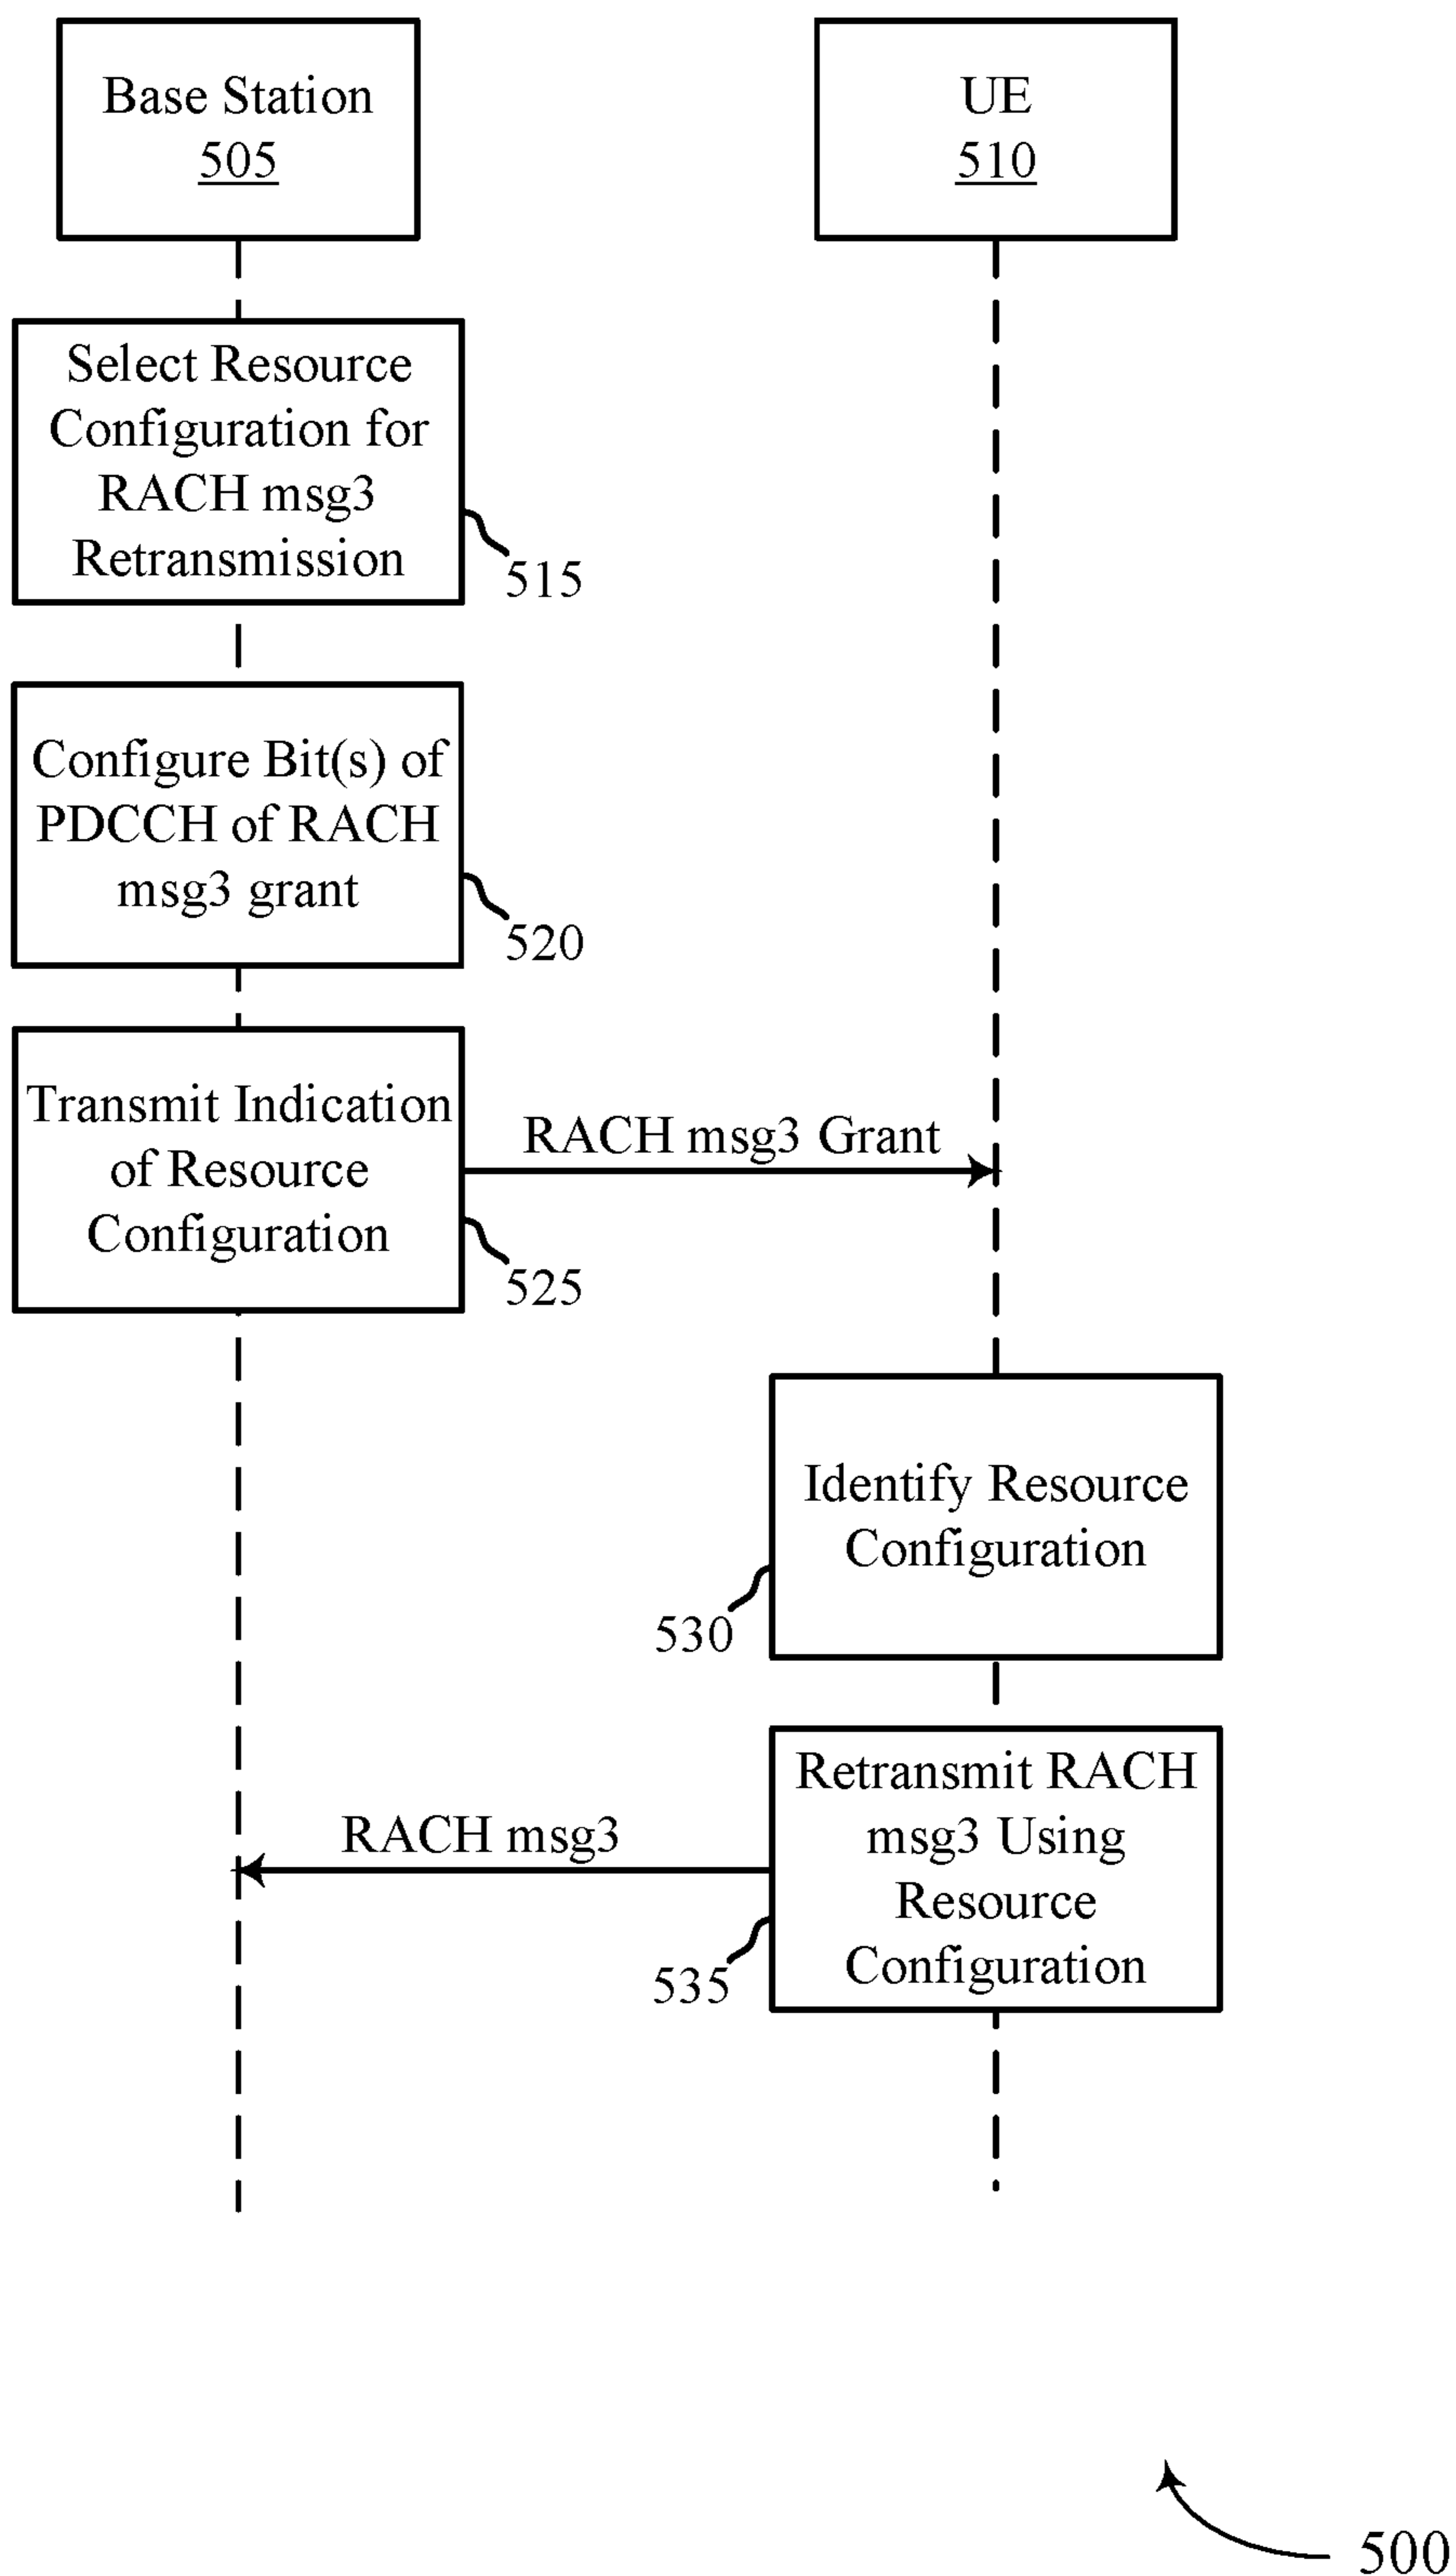 Base Station
505
UE
510
Select Resource
Configuration for
RACH msg3
Retransmission
515
Configure Bit(s) of
PDCCH of RACH
msg3 grant
520
Transmit Indication
of Resource
Configuration
525
RACH msg3 Grant
Identify Resource
Configuration
530
Retransmit RACH
msg3 Using
Resource
Configuration
535
RACH msg3
500